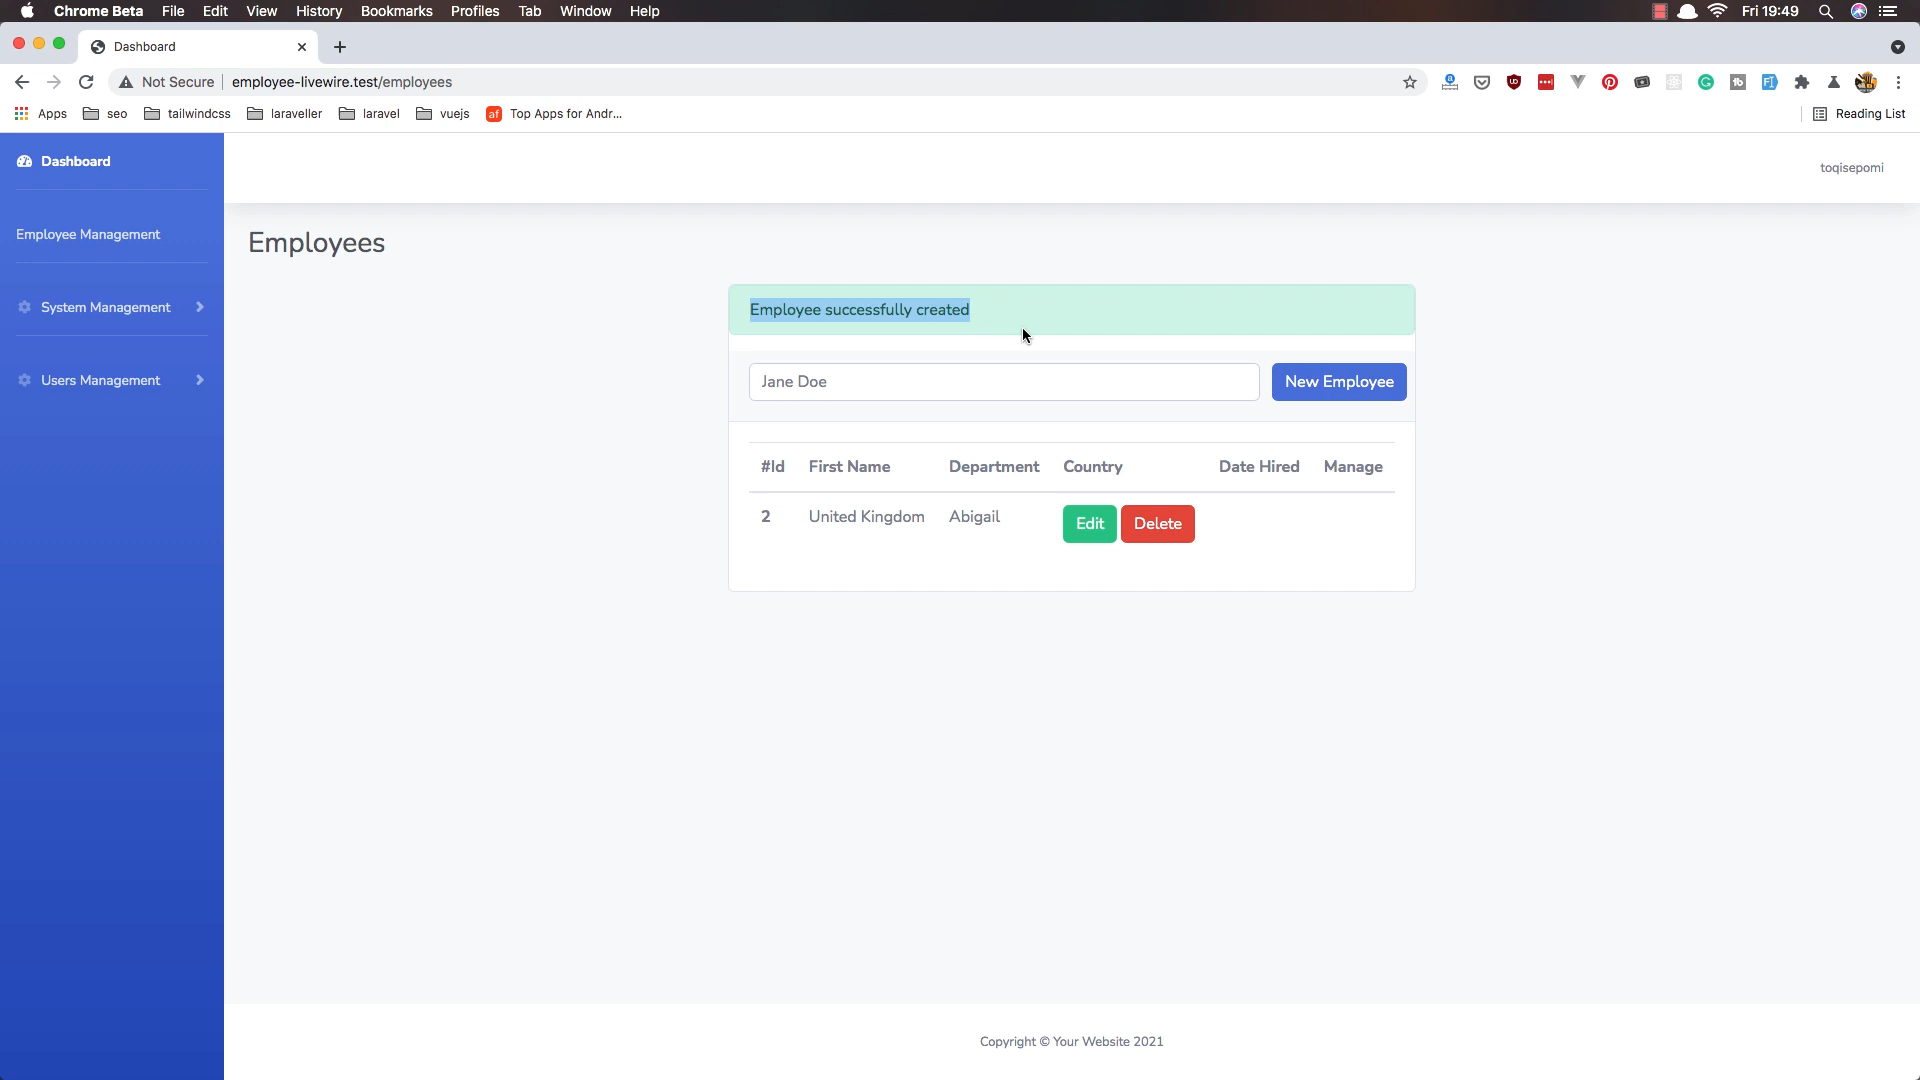 Chrome Beta File Edit View History Bookmarks Profiles Tab Window Help Fri 19:49
Dashboard
Not Secure employee-livewire.test/employees
Apps seo tailwindcss laraveller laravel vuejs af Top Apps for Andr... Reading List
Dashboard
toqisepomi
Employee Management
Employees
System Management
Employee successfully created
Users Management
Jane Doe New Employee
#Id First Name Department Country Date Hired Manage
2 United Kingdom Abigail Edit Delete
Copyright © Your Website 2021